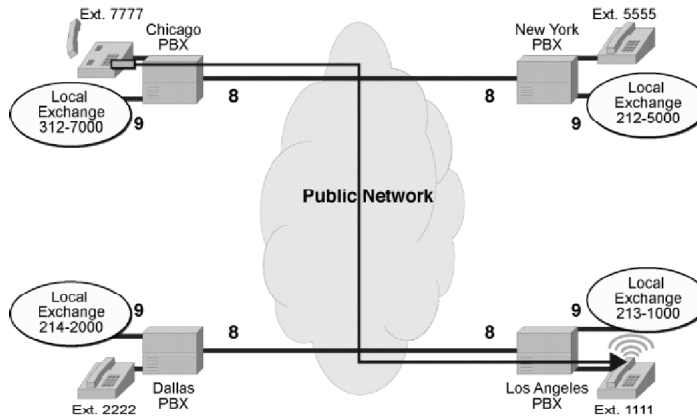 Ext. 7777
Chicago
PBX
New York
PBX
Ext. 5555
8
8
Local
Exchange
312-7000
9
9
Local
Exchange
212-5000
Public Network
Local
Exchange
214-2000
9
8
8
9
Local
Exchange
213-1000
Ext. 2222
Dallas
PBX
Los Angeles
PBX
Ext. 1111